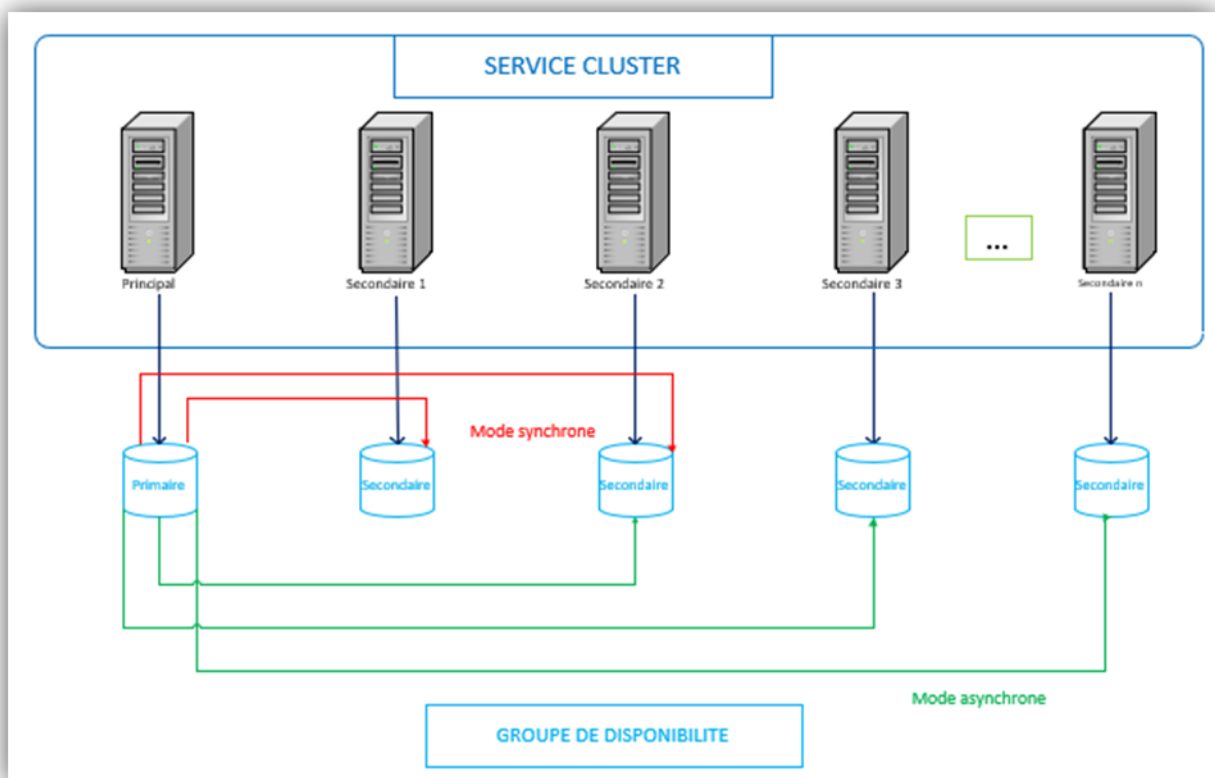 SERVICE CLUSTER
...
Principal
Secondaire 1
Secondaire 2
Secondaire 3
Secondaire n
Mode synchrone
Primaire
Secondaire
Secondaire
Secondaire
Secondaire
Mode asynchrone
GROUPE DE DISPONIBILITE